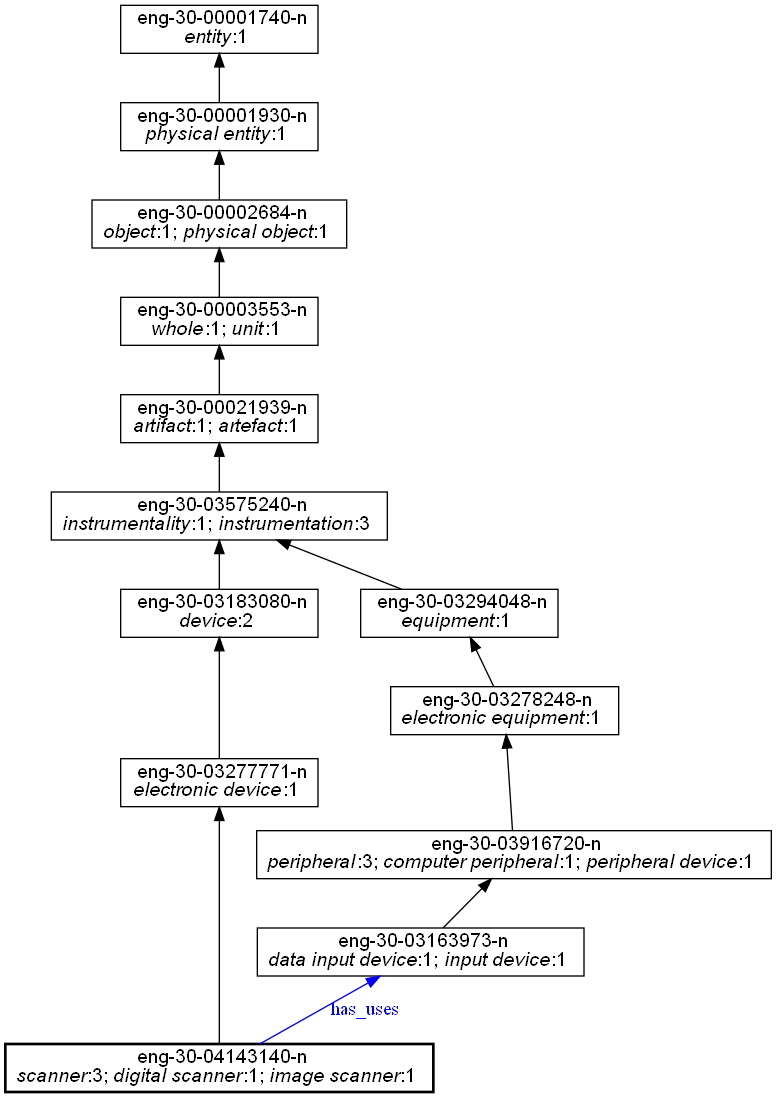 eng-30-00001740-n
entity:1
eng-30-00001930-n
physical entity:1
eng-30-00002684-n
object:1; physical object:1
eng-30-00003553-n
whole:1; unit:1
eng-30-00021939-n
artifact:1; artefact:1
eng-30-03575240-n
instrumentality:1; instrumentation:3
eng-30-03183080-n
device:2
eng-30-03294048-n
equipment:1
eng-30-03278248-n
electronic equipment:1
eng-30-03277771-n
electronic device:1
eng-30-03916720-n
peripheral:3; computer peripheral:1; peripheral device:1
eng-30-03163973-n
data input device:1; input device:1
has_uses
eng-30-04143140-n
scanner:3; digital scanner:1; image scanner:1